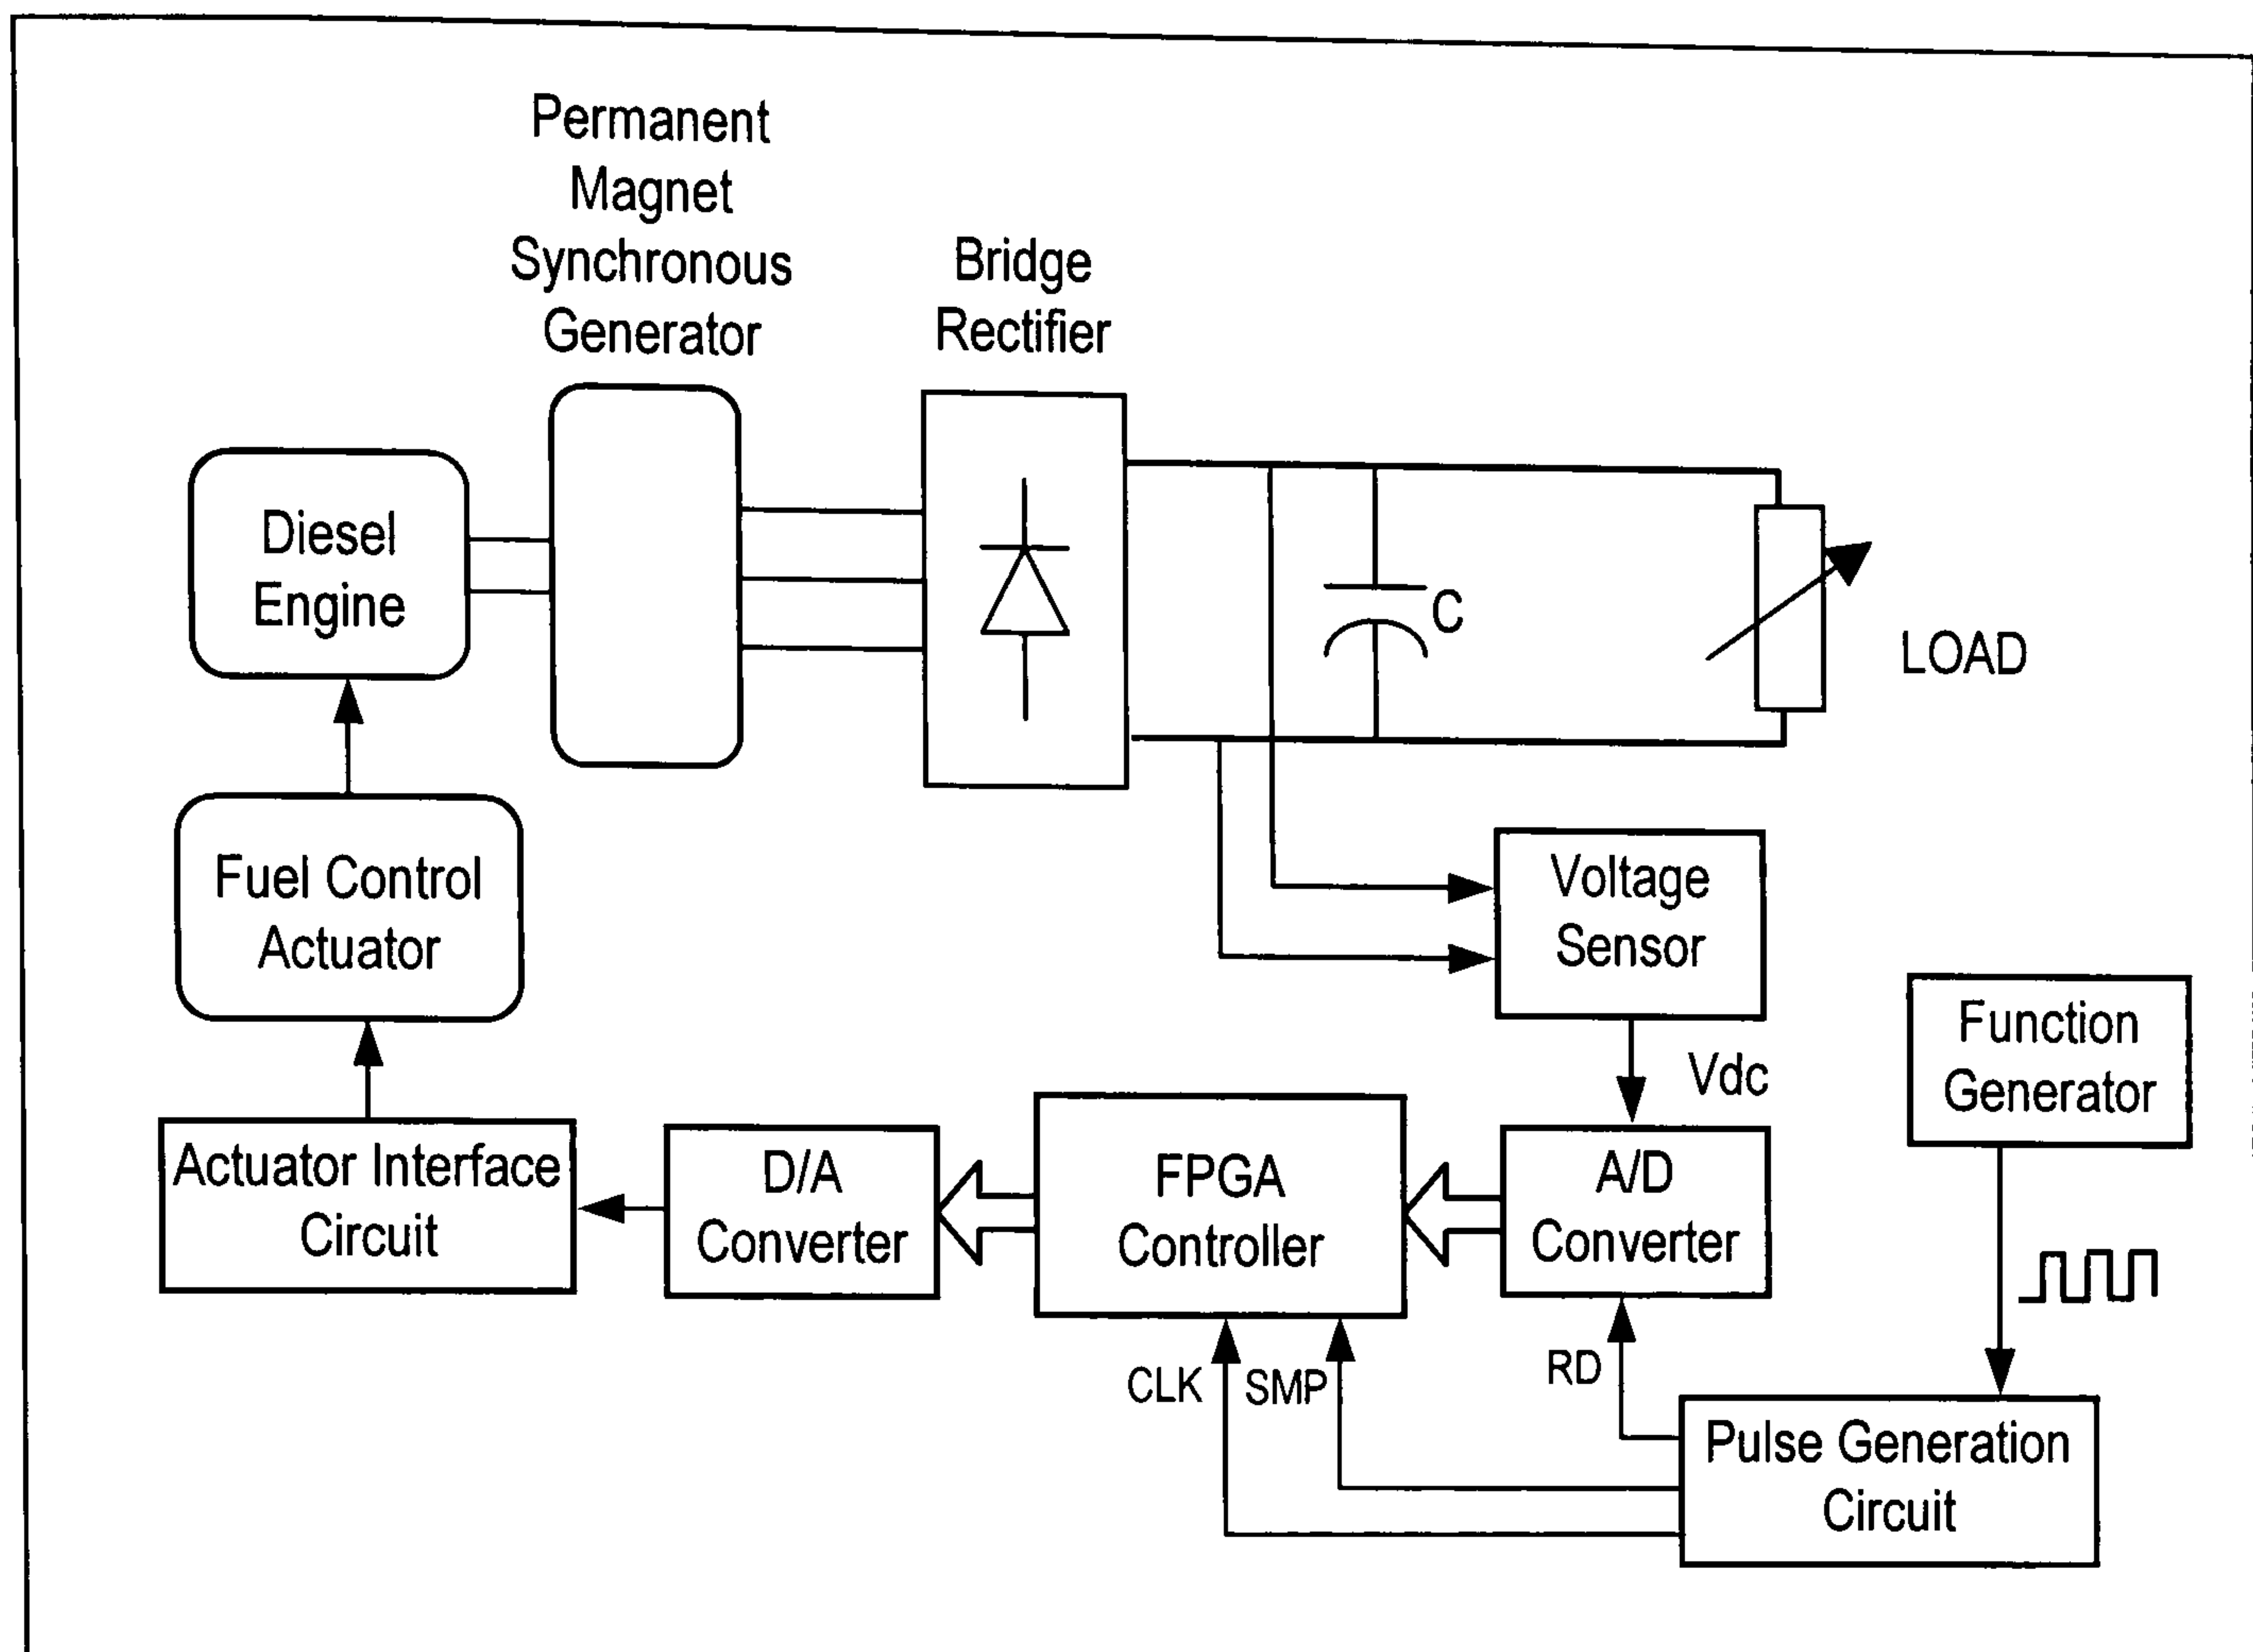 Permanent
Magnet
Synchronous
Generator
Bridge
Rectifier
Diesel
Engine
C
LOAD
Fuel Control
Actuator
Voltage
Sensor
Vdc
Function
Generator
Actuator Interface
Circuit
D/A
Converter
FPGA
Controller
A/D
Converter
CLK
SMP
RD
Pulse Generation
Circuit